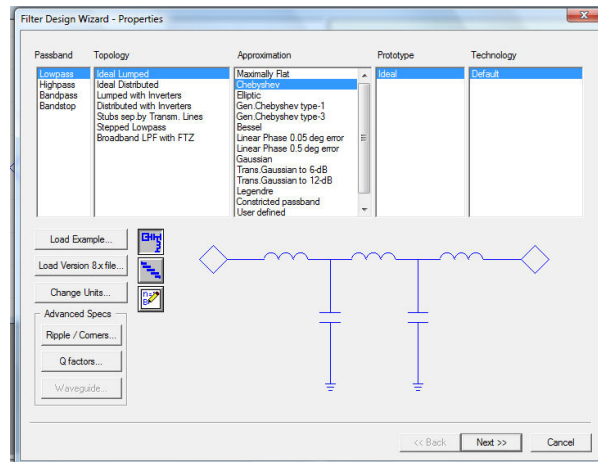 Filter Design Wizard - Properties
Passband Topology Approximation Prototype Technology
Lowpass
Highpass
Bandpass
Bandstop
Ideal Lumped
Ideal Distributed
Lumped with Inverters
Distributed with Inverters
Stubs sep.by Transm. Lines
Stepped Lowpass
Broadband LPF with FTZ
Maximally Flat
Chebyshev
Elliptic
Gen.Chebyshev type-1
Gen.Chebyshev type-3
Bessel
Linear Phase 0.05 deg error
Linear Phase 0.5 deg error
Gaussian
Trans.Gaussian to 6-dB
Trans.Gaussian to 12-dB
Legendre
Constricted passband
User defined
Ideal
Default
Load Example...
Load Version 8.x file...
Change Units...
Advanced Specs
Ripple / Corners...
Q factors...
Waveguide...
<< Back Next >> Cancel